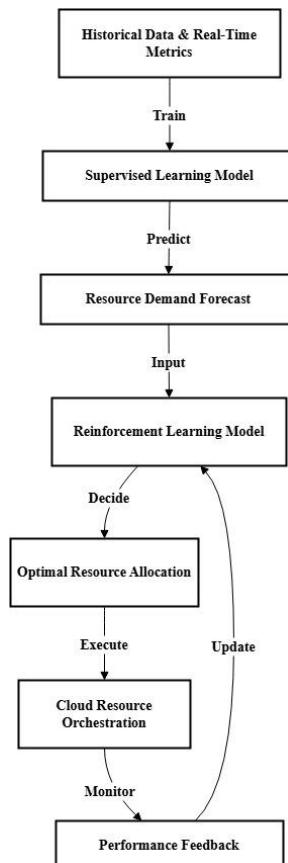 Historical Data & Real-Time
Metrics
Train
Supervised Learning Model
Predict
Resource Demand Forecast
Input
Reinforcement Learning Model
Decide
Optimal Resource Allocation
Execute
Update
Cloud Resource
Orchestration
Monitor
Performance Feedback